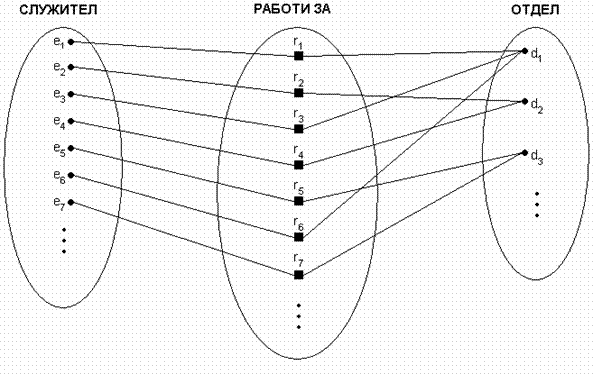 СЛУЖИТЕЛ РАБОТИ ЗА ОТДЕЛ
e1 r1 d1
e2 r2 d2
e3 r3 d3
e4 r4
e5 r5
e6 r6
e7 r7